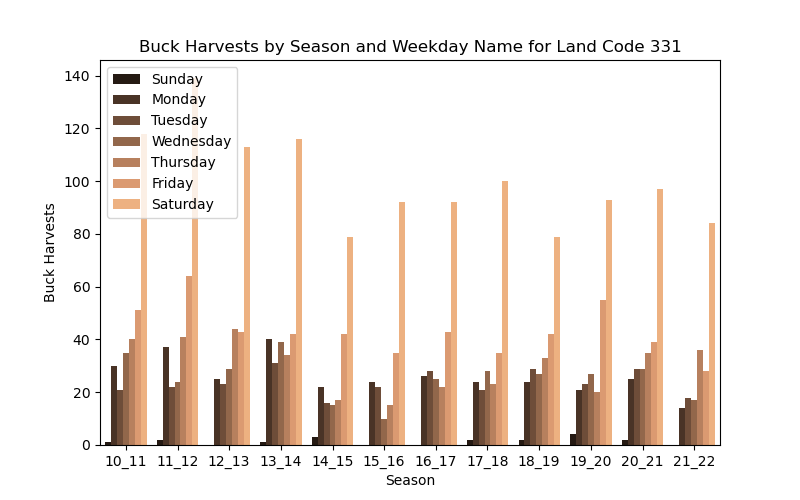 Buck Harvests by Season and Weekday Name for Land Code 331
Buck Harvests
140
120
100
80
60
40
20
0
Sunday
Monday
Tuesday
Wednesday
Thursday
Friday
Saturday
10_11 11_12 12_13 13_14 14_15 15_16 16_17 17_18 18_19 19_20 20_21 21_22
Season